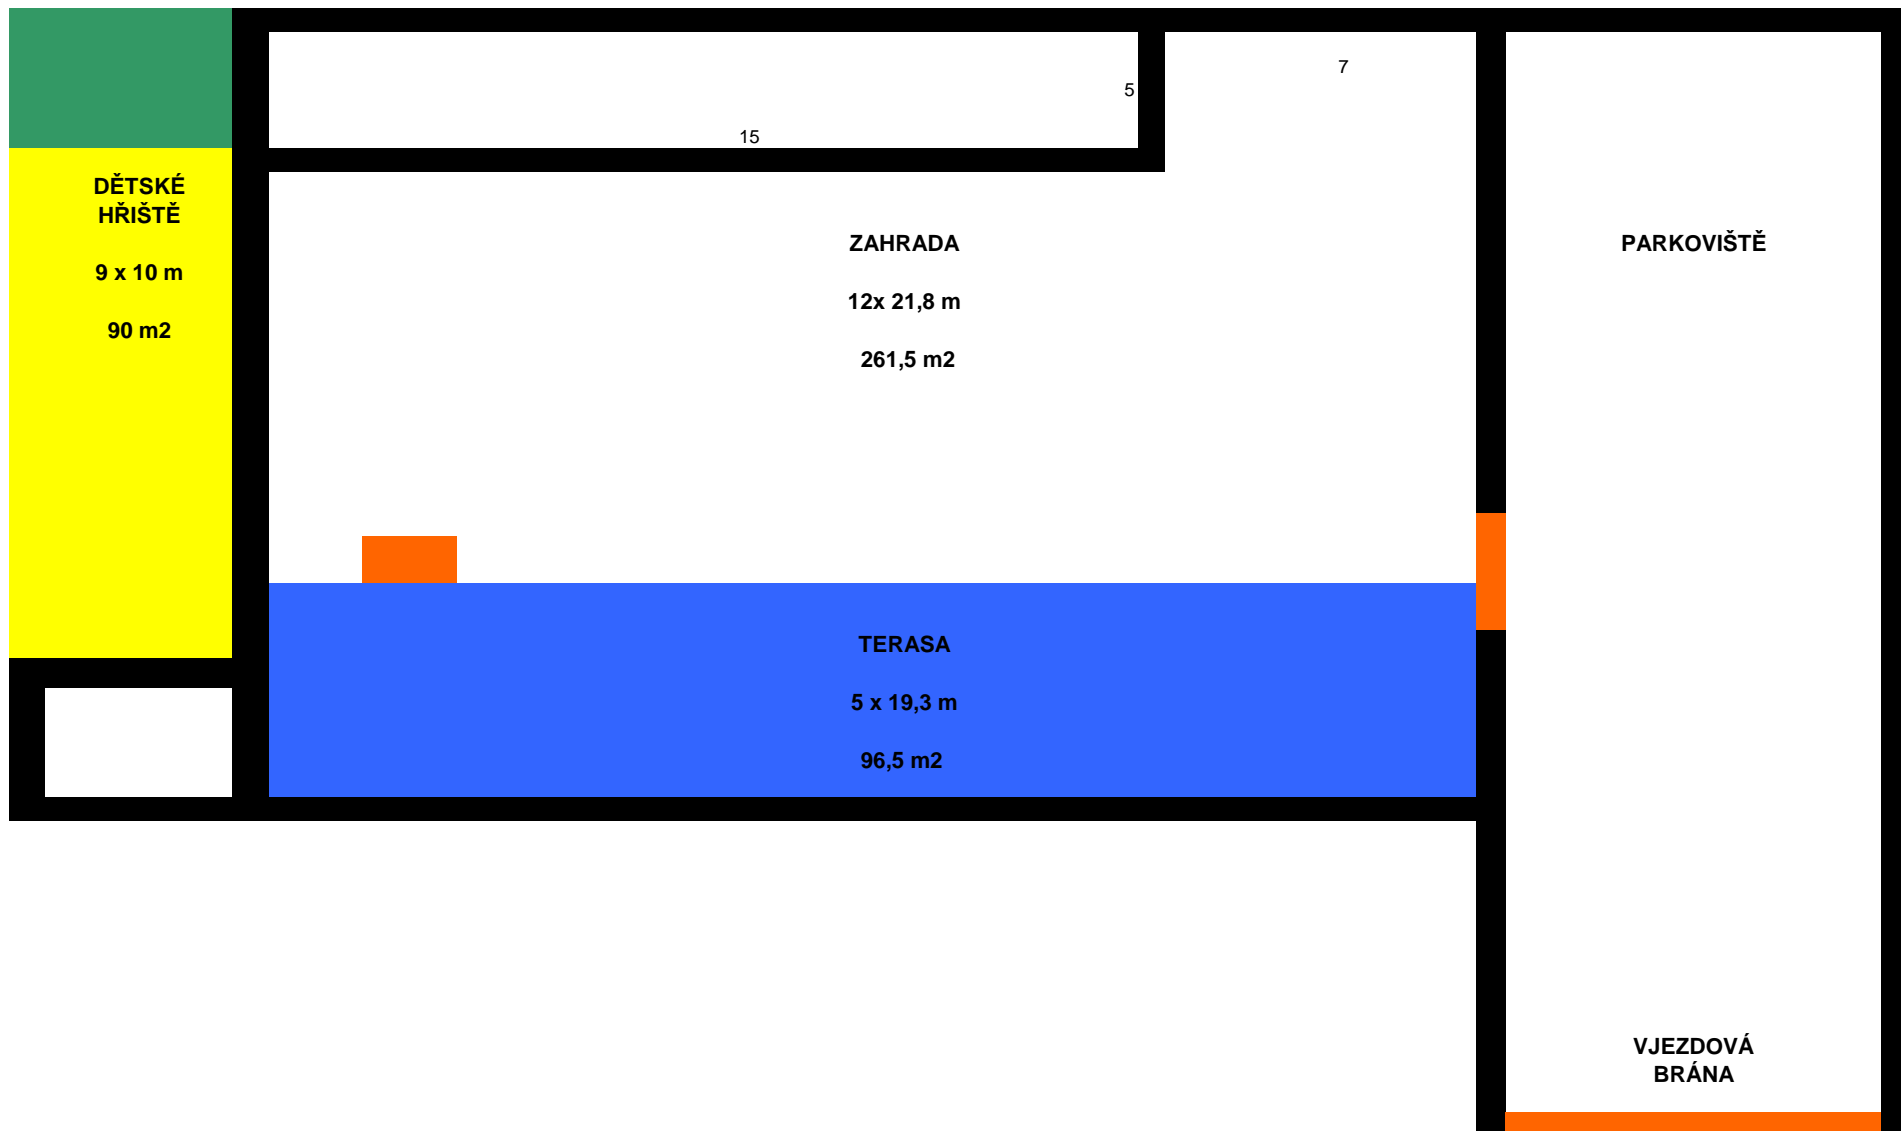 7
5
15
DĚTSKÉ
HŘIŠTĚ
9 x 10 m
90 m2
ZAHRADA
12x 21,8 m
261,5 m2
PARKOVIŠTĚ
TERASA
5 x 19,3 m
96,5 m2
VJEZDOVÁ
BRÁNA